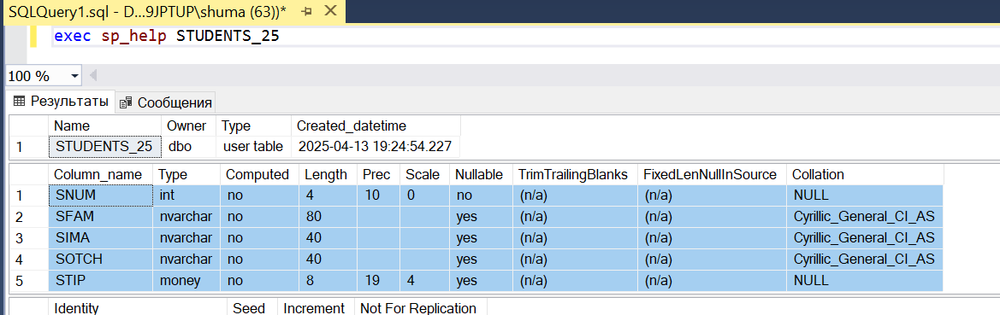 SQLQuery1.sql - D...9JPTUP\shuma (63))*
exec sp_help STUDENTS_25
100 %
Результаты Сообщения
Name Owner Type Created_datetime
1 STUDENTS_25 dbo user table 2025-04-13 19:24:54.227
Column_name Type Computed Length Prec Scale Nullable TrimTrailingBlanks FixedLenNullInSource Collation
1 SNUM int no 4 10 0 no (n/a) (n/a) NULL
2 SFAM nvarchar no 80 yes (n/a) (n/a) Cyrillic_General_CI_AS
3 SIMA nvarchar no 40 yes (n/a) (n/a) Cyrillic_General_CI_AS
4 SOTCH nvarchar no 40 yes (n/a) (n/a) Cyrillic_General_CI_AS
5 STIP money no 8 19 4 yes (n/a) (n/a) NULL
Identity Seed Increment Not For Replication